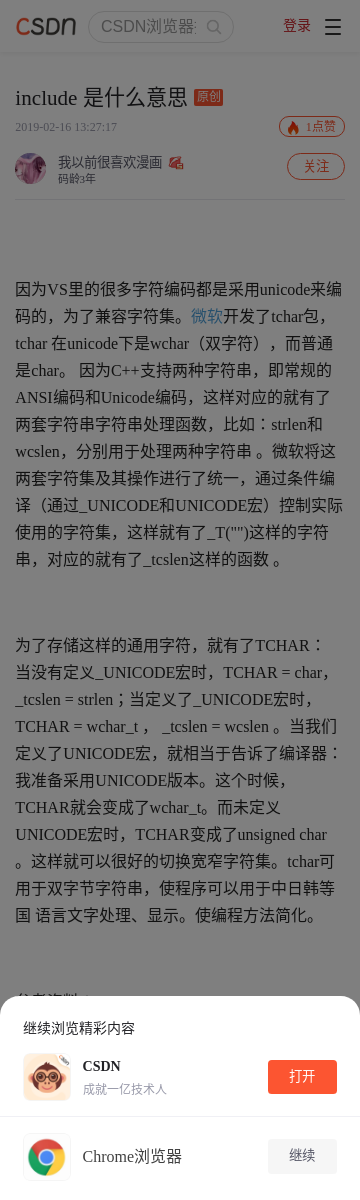 CSDN CSDN浏览器: 登录
include 是什么意思 原创
2019-02-16 13:27:17 1点赞
我以前很喜欢漫画 关注
码龄3年
因为VS里的很多字符编码都是采用unicode来编
码的，为了兼容字符集。微软开发了tchar包，
tchar 在unicode下是wchar（双字符），而普通
是char。 因为C++支持两种字符串，即常规的
ANSI编码和Unicode编码，这样对应的就有了
两套字符串字符串处理函数，比如：strlen和
wcslen，分别用于处理两种字符串 。微软将这
两套字符集及其操作进行了统一，通过条件编
译（通过_UNICODE和UNICODE宏）控制实际
使用的字符集，这样就有了_T("")这样的字符
串，对应的就有了_tcslen这样的函数 。
为了存储这样的通用字符，就有了TCHAR：
当没有定义_UNICODE宏时，TCHAR = char，
_tcslen = strlen；当定义了_UNICODE宏时，
TCHAR = wchar_t ， _tcslen = wcslen 。当我们
定义了UNICODE宏，就相当于告诉了编译器：
我准备采用UNICODE版本。这个时候，
TCHAR就会变成了wchar_t。而未定义
UNICODE宏时，TCHAR变成了unsigned char
。这样就可以很好的切换宽窄字符集。tchar可
用于双字节字符串，使程序可以用于中日韩等
国 语言文字处理、显示。使编程方法简化。
继续浏览精彩内容
CSDN
成就一亿技术人
打开
Chrome浏览器
继续